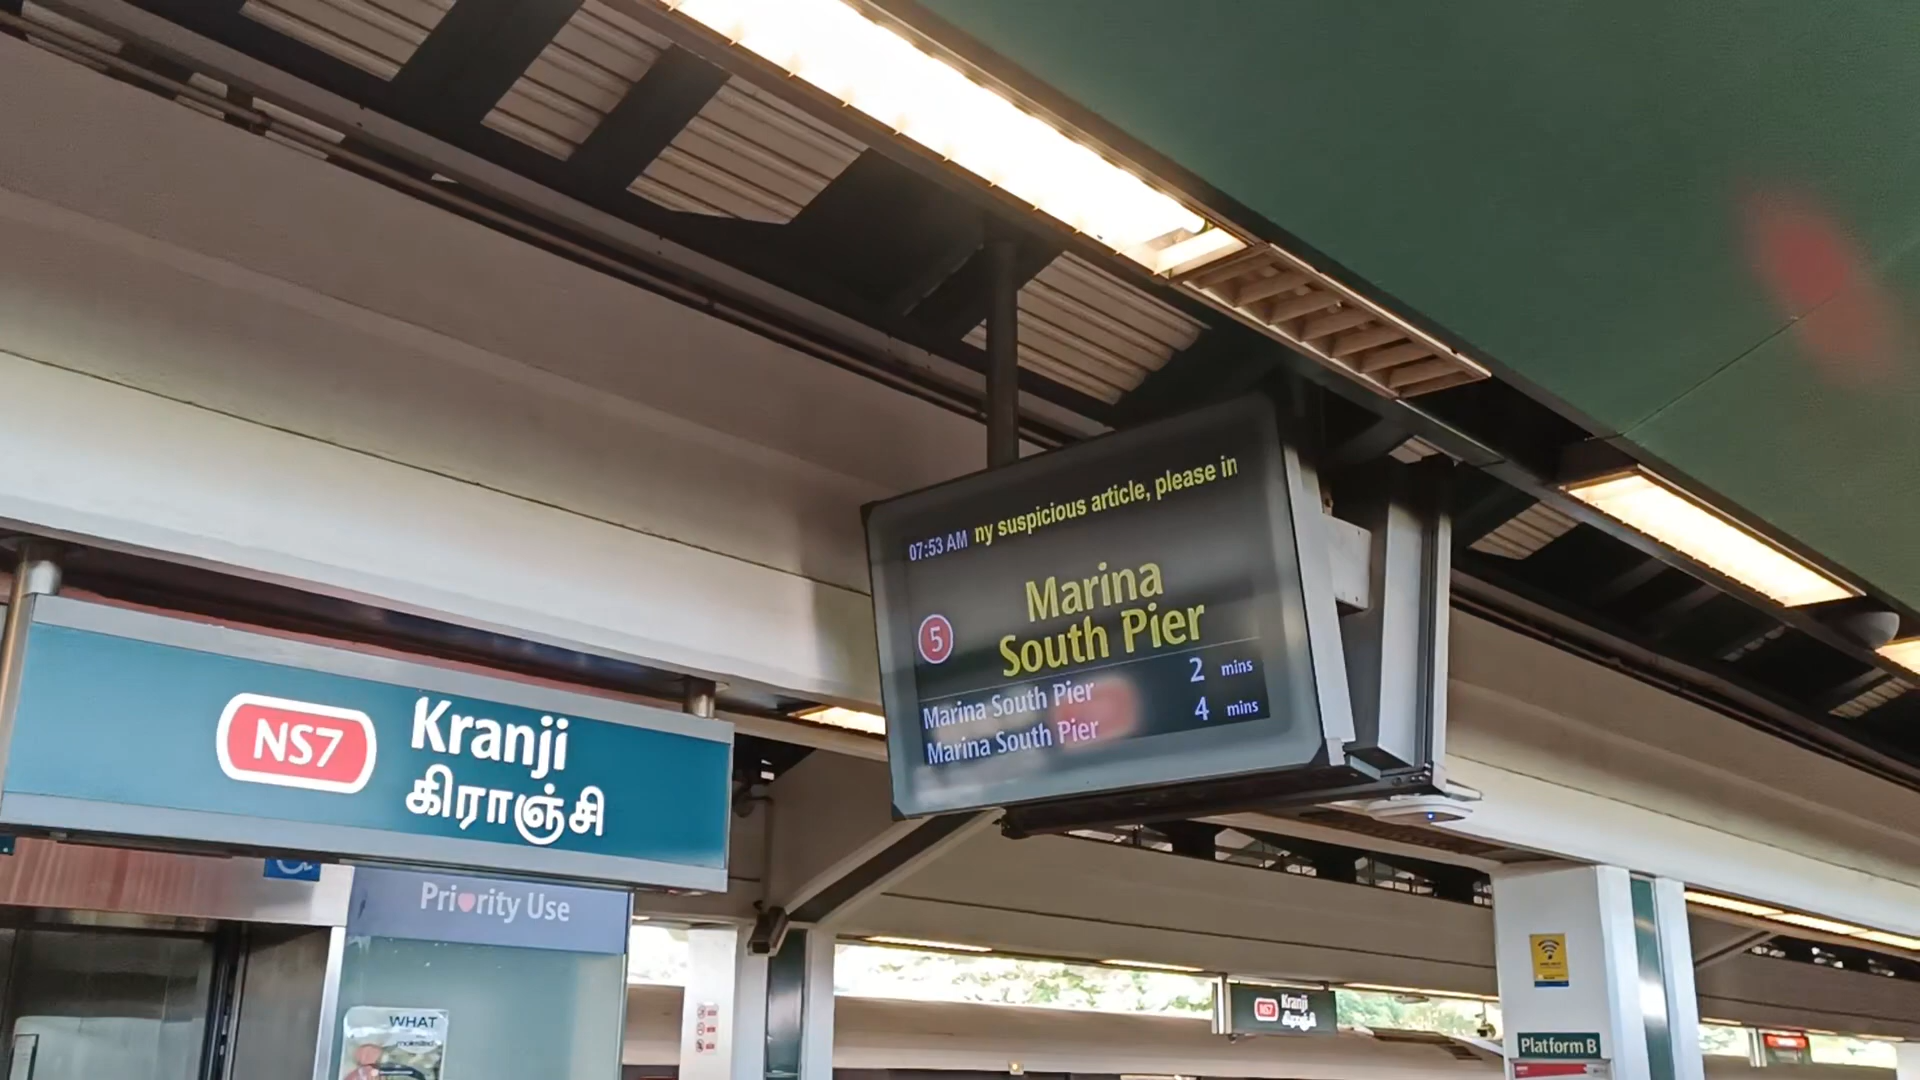 07:53 AM ny suspicious article, please in
5
Marina
South Pier
Marina South Pier 2 mins
Marina South Pier 4 mins
NS7 Kranji
கிராஞ்சி
Priority Use
WHAT
NS7 Kranji
கிராஞ்சி
Platform B